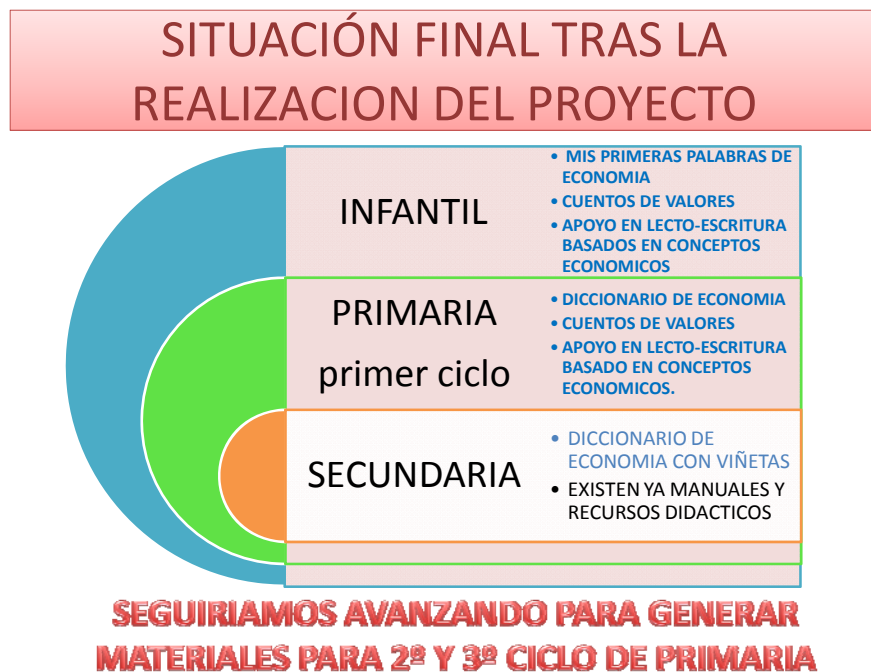 SITUACIÓN FINAL TRAS LA
REALIZACION DEL PROYECTO
INFANTIL
• MIS PRIMERAS PALABRAS DE
ECONOMIA
• CUENTOS DE VALORES
• APOYO EN LECTO-ESCRITURA
BASADOS EN CONCEPTOS
ECONOMICOS
PRIMARIA
primer ciclo
• DICCIONARIO DE ECONOMIA
• CUENTOS DE VALORES
• APOYO EN LECTO-ESCRITURA
BASADO EN CONCEPTOS
ECONOMICOS.
SECUNDARIA
• DICCIONARIO DE
ECONOMIA CON VIÑETAS
• EXISTEN YA MANUALES Y
RECURSOS DIDACTICOS
SEGUIRIAMOS AVANZANDO PARA GENERAR
MATERIALES PARA 2º Y 3º CICLO DE PRIMARIA